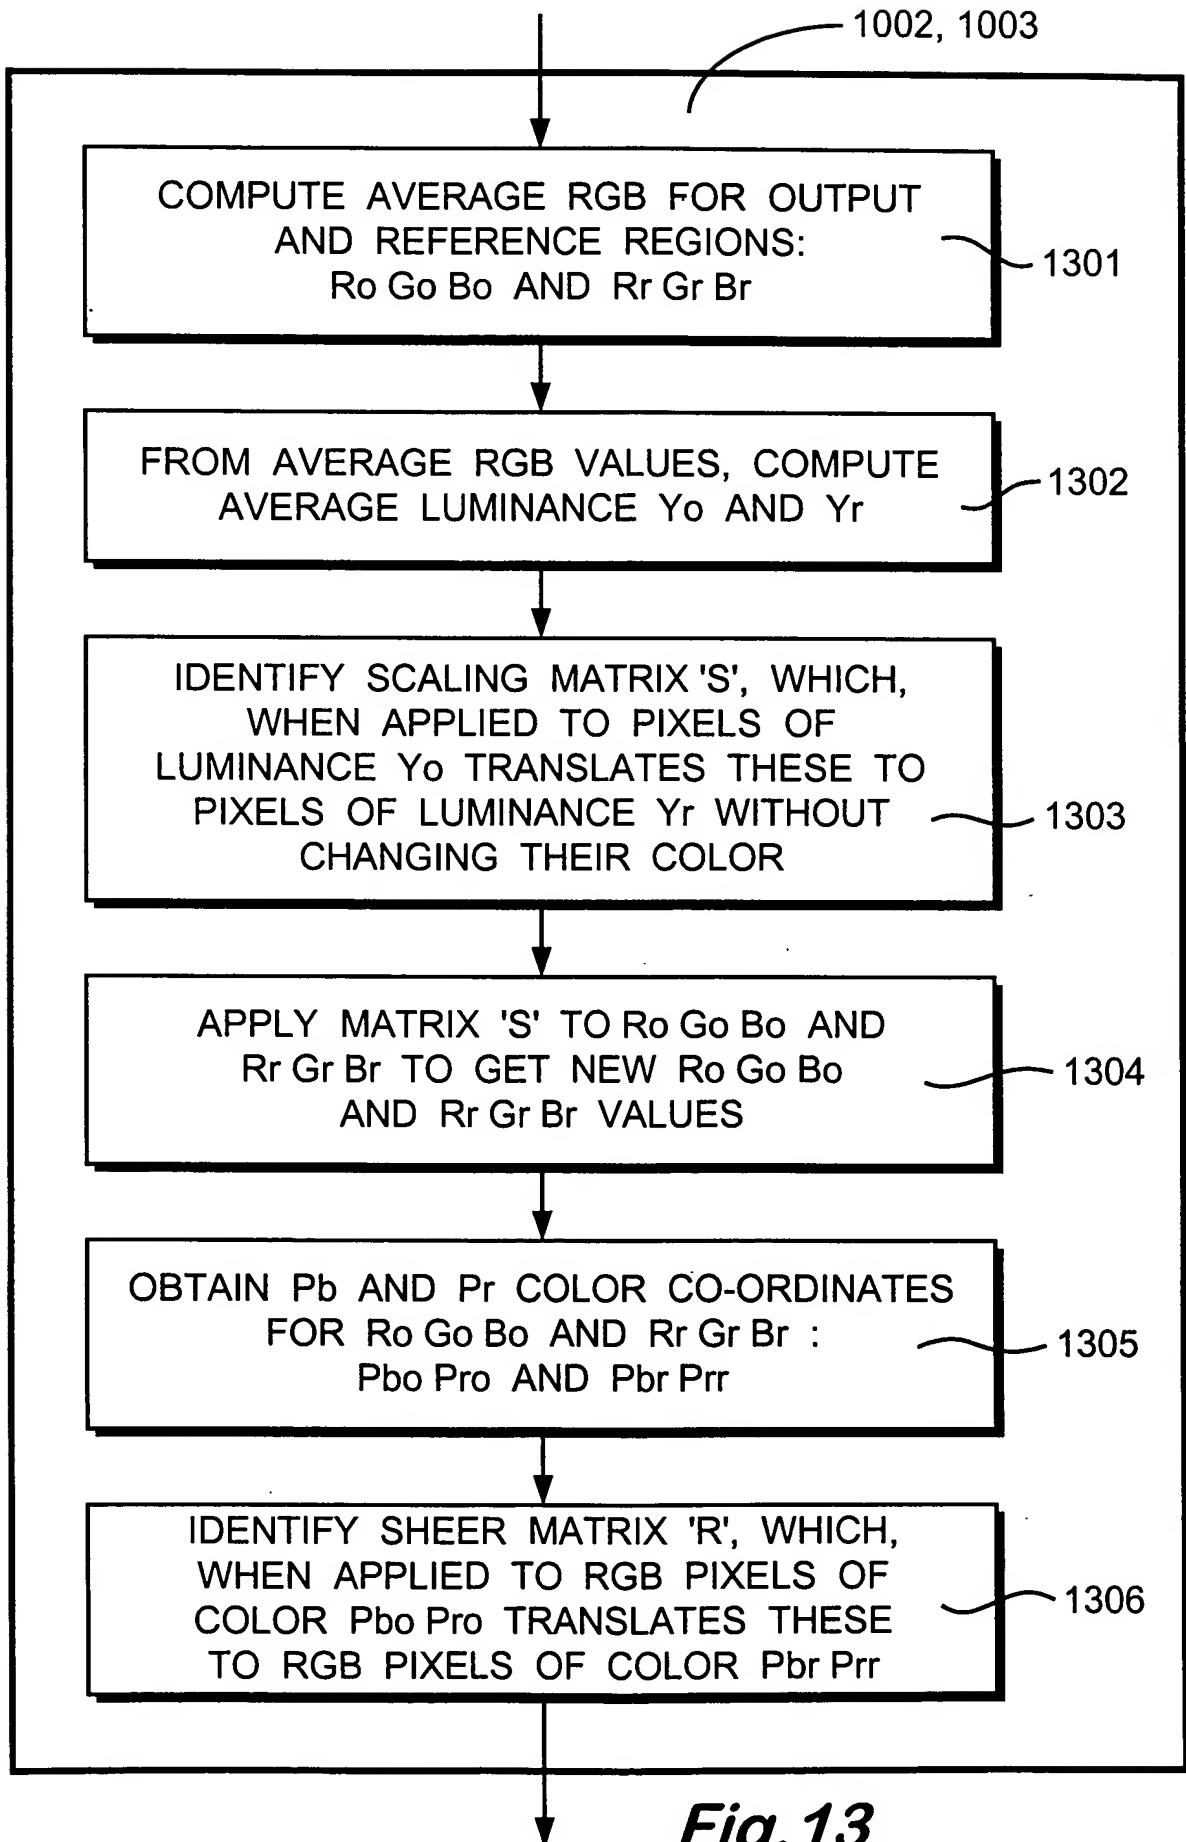 1002, 1003
COMPUTE AVERAGE RGB FOR OUTPUT
AND REFERENCE REGIONS:
Ro Go Bo AND Rr Gr Br
1301
FROM AVERAGE RGB VALUES, COMPUTE
AVERAGE LUMINANCE Yo AND Yr
1302
IDENTIFY SCALING MATRIX 'S', WHICH,
WHEN APPLIED TO PIXELS OF
LUMINANCE Yo TRANSLATES THESE TO
PIXELS OF LUMINANCE Yr WITHOUT
CHANGING THEIR COLOR
1303
APPLY MATRIX 'S' TO Ro Go Bo AND
Rr Gr Br TO GET NEW Ro Go Bo
AND Rr Gr Br VALUES
1304
OBTAIN Pb AND Pr COLOR CO-ORDINATES
FOR Ro Go Bo AND Rr Gr Br :
Pbo Pro AND Pbr Prr
1305
IDENTIFY SHEER MATRIX 'R', WHICH,
WHEN APPLIED TO RGB PIXELS OF
COLOR Pbo Pro TRANSLATES THESE
TO RGB PIXELS OF COLOR Pbr Prr
1306
Fig.13